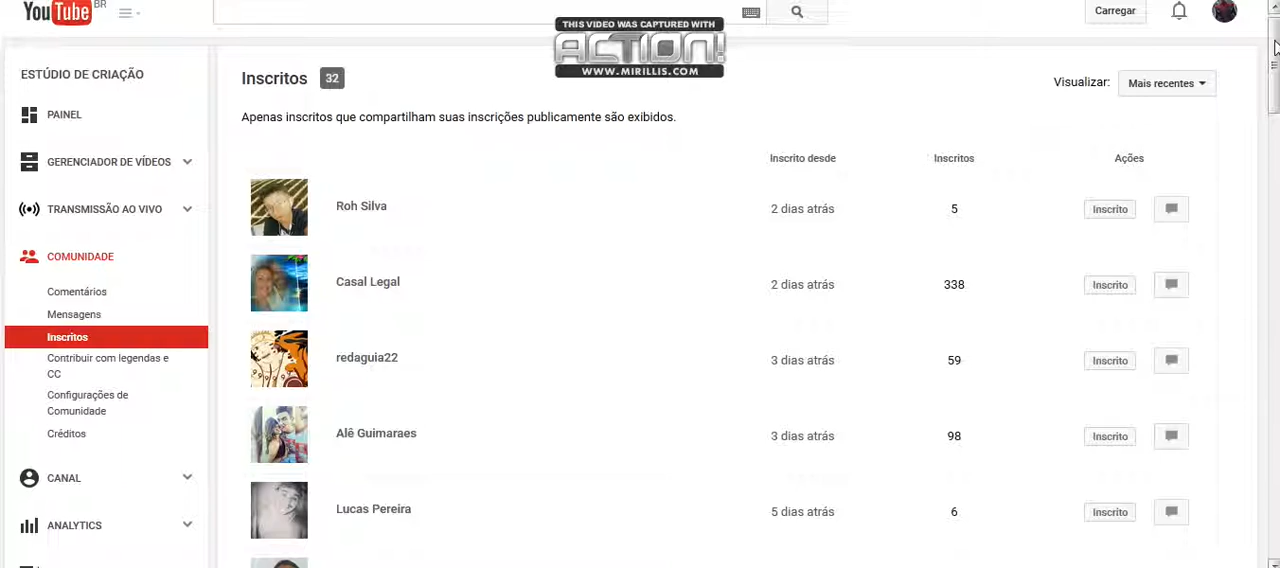 YouTube BR
Carregar
THIS VIDEO WAS CAPTURED WITH
ACTION!
WWW.MIRILLIS.COM
ESTÚDIO DE CRIAÇÃO
PAINEL
GERENCIADOR DE VÍDEOS
TRANSMISSÃO AO VIVO
COMUNIDADE
Comentários
Mensagens
Inscritos
Contribuir com legendas e
CC
Configurações de
Comunidade
Créditos
CANAL
ANALYTICS
Inscritos 32
Visualizar: Mais recentes
Apenas inscritos que compartilham suas inscrições publicamente são exibidos.
Inscrito desde Inscritos Ações
Roh Silva 2 dias atrás 5 Inscrito
Casal Legal 2 dias atrás 338 Inscrito
redaguia22 3 dias atrás 59 Inscrito
Alê Guimaraes 3 dias atrás 98 Inscrito
Lucas Pereira 5 dias atrás 6 Inscrito